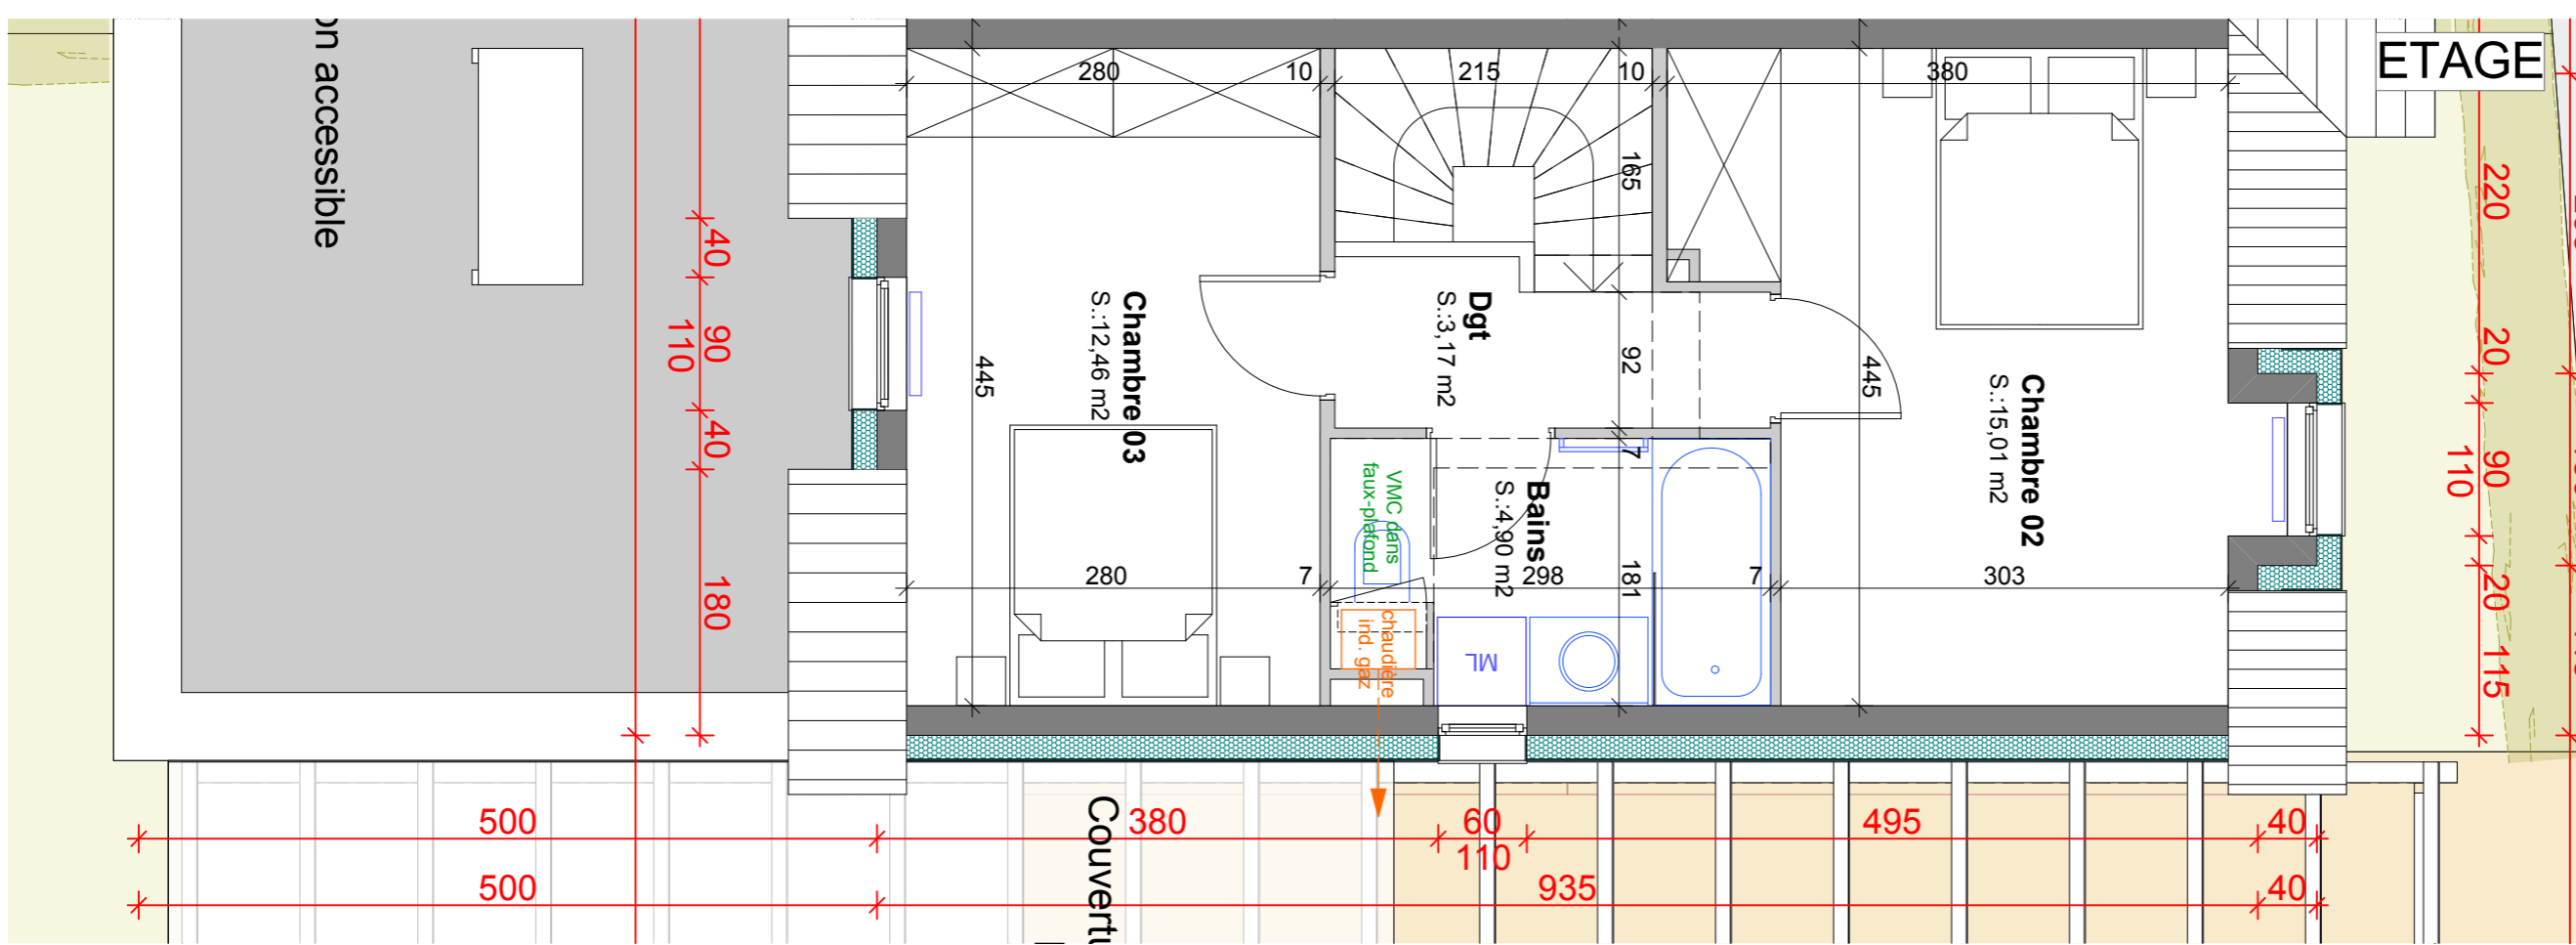 ETAGE
on accessible
280
10
215
10
380
165
220
40
90
110
40
180
445
Chambre 03
S.:12,46 m2
Dgt
S.:3,17 m2
92
445
Chambre 02
S.:15,01 m2
20
90
110
20
115
7
VMC dans
faux-plafond
Bains
S.:4,90 m2
280
7
298
181
7
303
chaudière
ind. gaz
ML
500
380
60
110
495
40
Couvertu
500
935
40